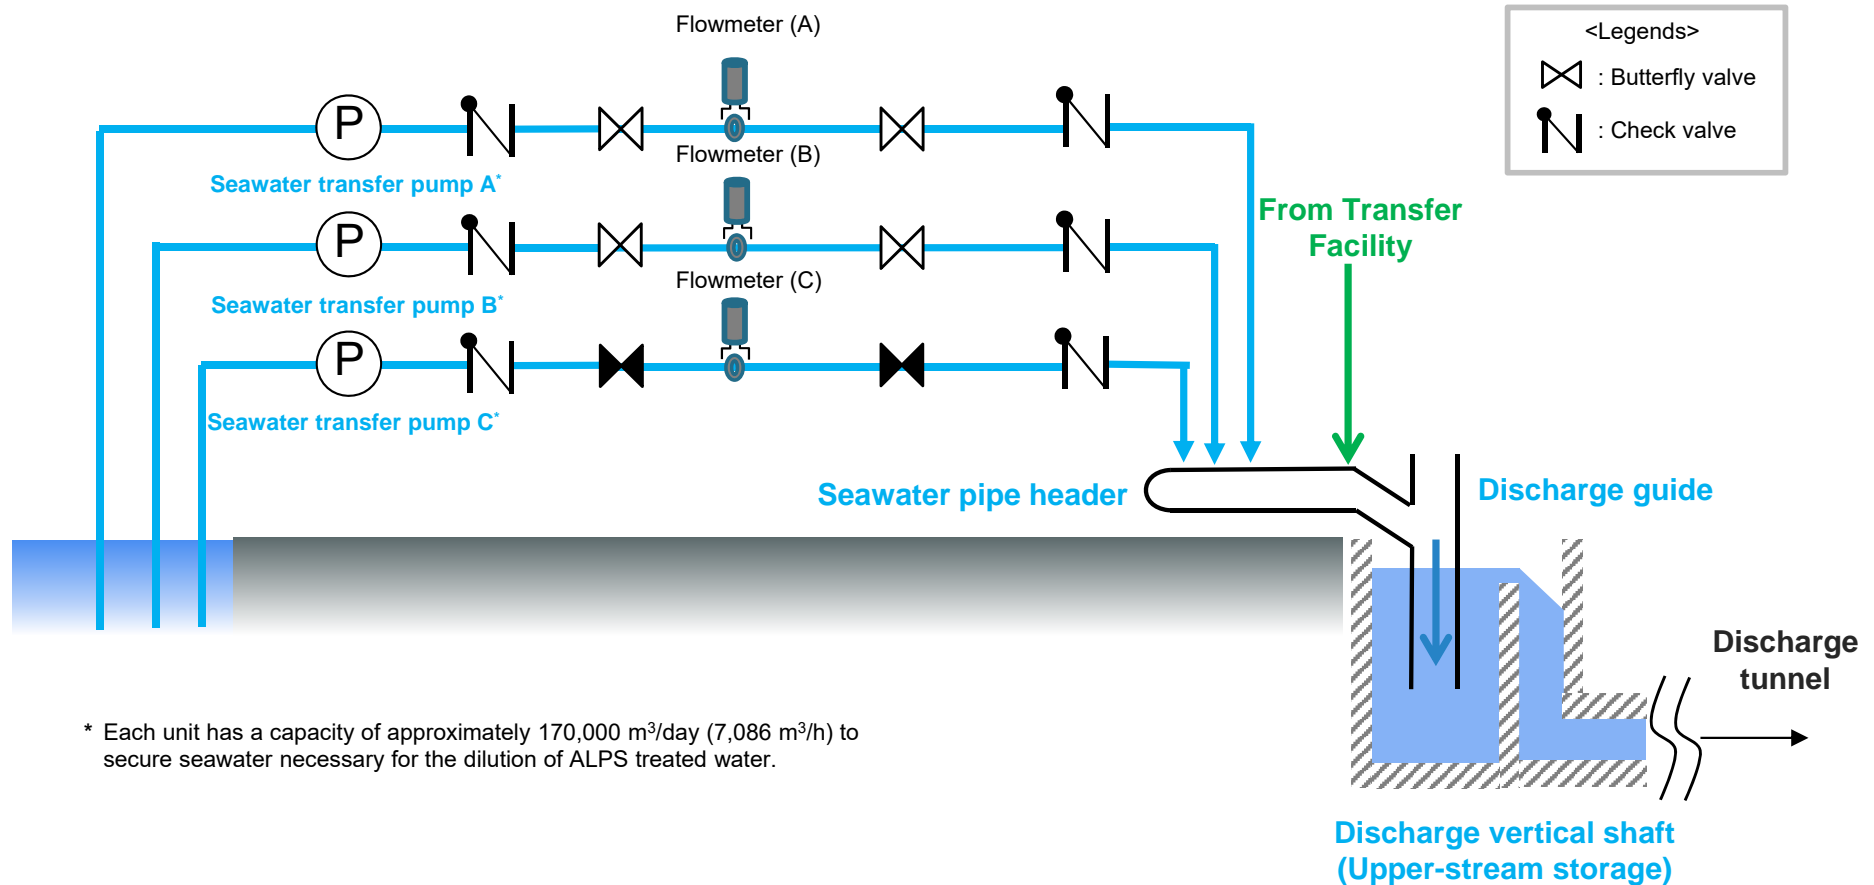 Flowmeter (A)
<Legends>
: Butterfly valve
: Check valve
P
Seawater transfer pump A*
Flowmeter (B)
P
Seawater transfer pump B*
Flowmeter (C)
P
Seawater transfer pump C*
From Transfer
Facility
Seawater pipe header
Discharge guide
Discharge
tunnel
* Each unit has a capacity of approximately 170,000 m³/day (7,086 m³/h) to
secure seawater necessary for the dilution of ALPS treated water.
Discharge vertical shaft
(Upper-stream storage)